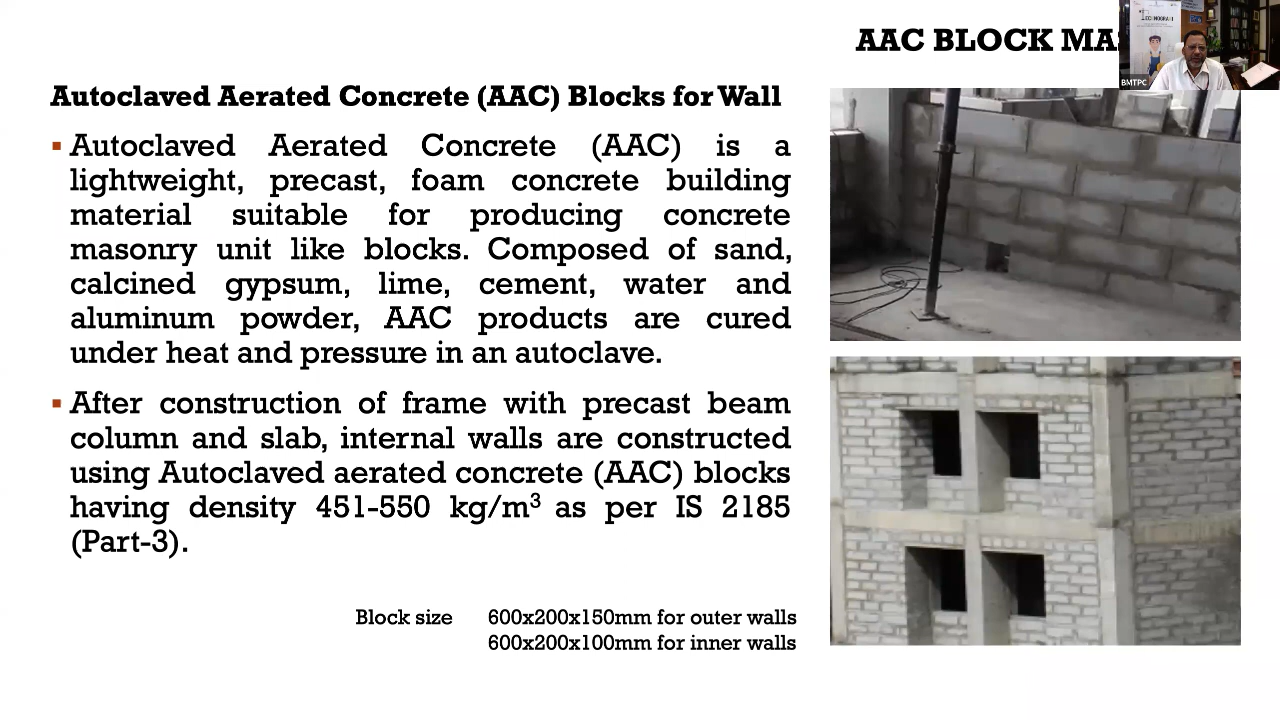 AAC BLOCK
BMTPC
Autoclaved Aerated Concrete (AAC) Blocks for Wall
▪ Autoclaved Aerated Concrete (AAC) is a
lightweight, precast, foam concrete building
material suitable for producing concrete
masonry unit like blocks. Composed of sand,
calcined gypsum, lime, cement, water and
aluminum powder, AAC products are cured
under heat and pressure in an autoclave.
▪ After construction of frame with precast beam
column and slab, internal walls are constructed
using Autoclaved aerated concrete (AAC) blocks
having density 451-550 kg/m³ as per IS 2185
(Part-3).
Block size 600x200x150mm for outer walls
600x200x100mm for inner walls